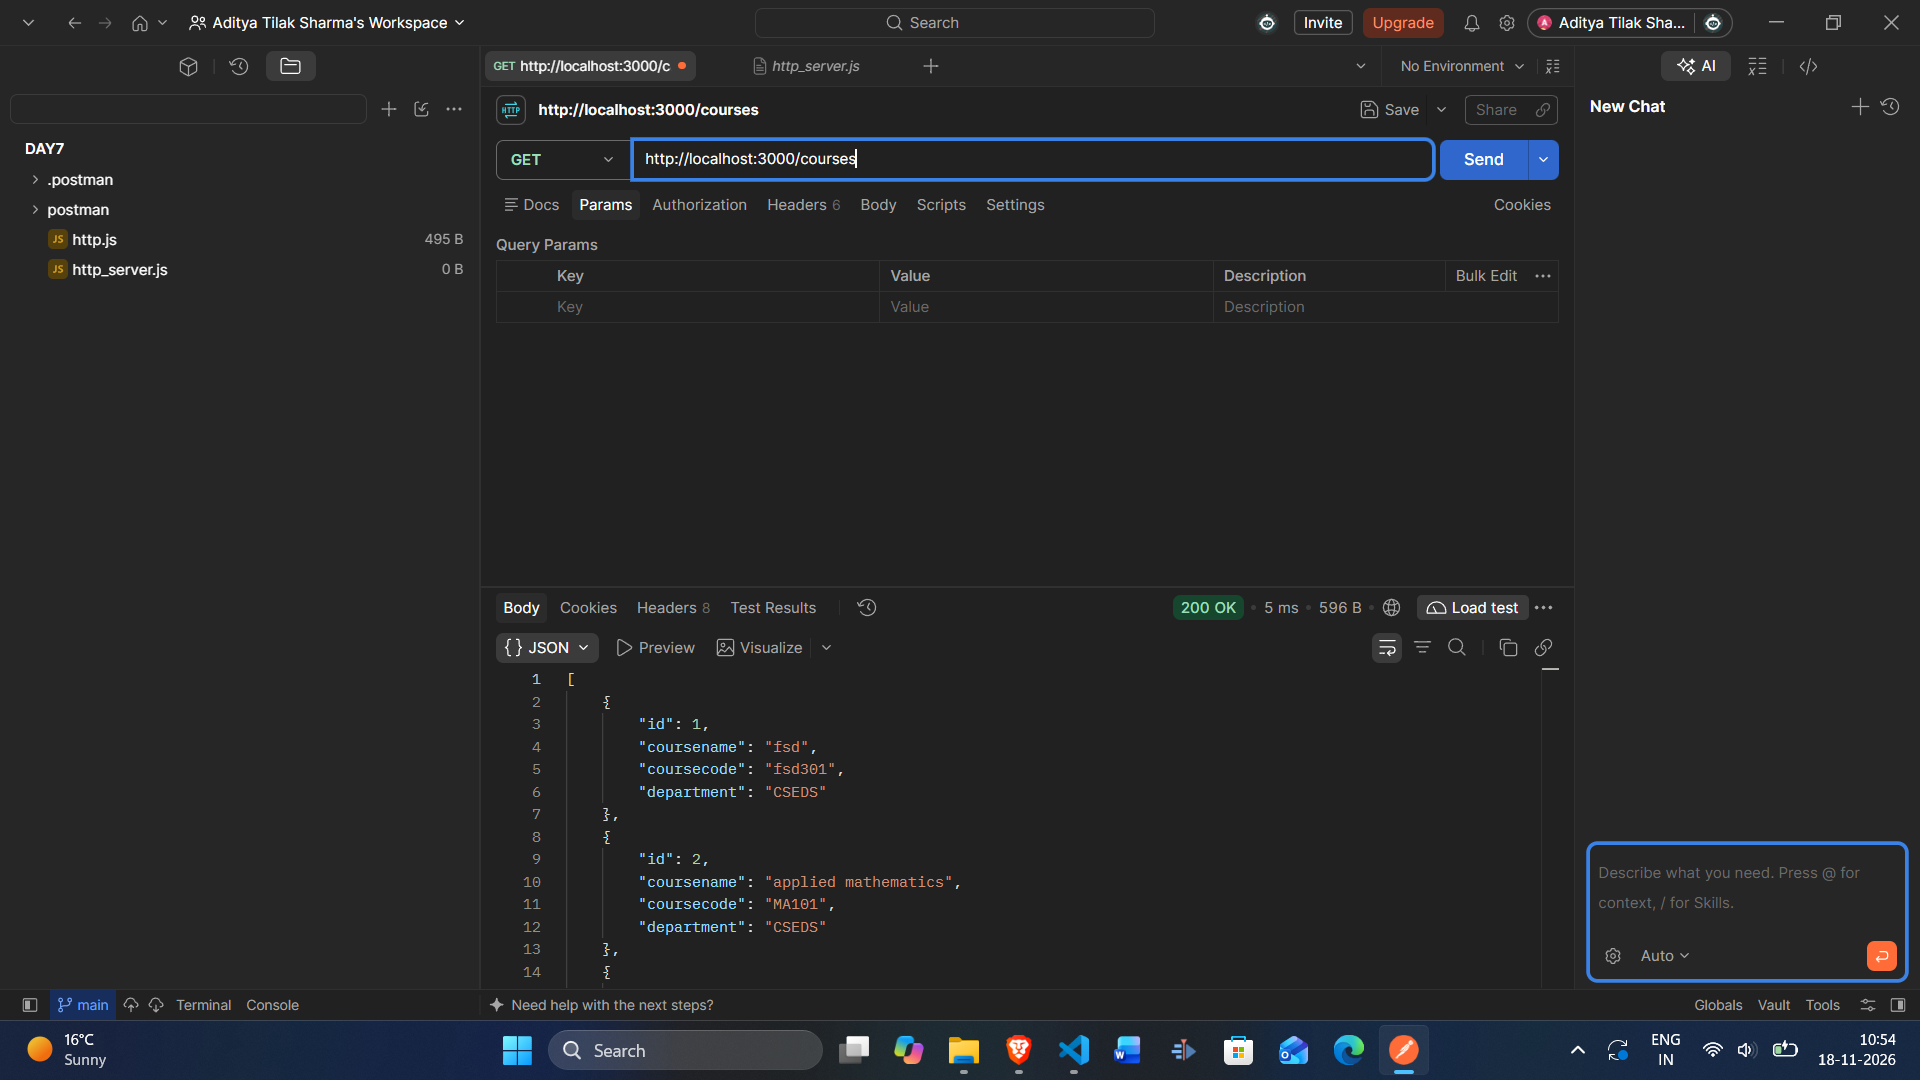 Aditya Tilak Sharma's Workspace
Search
Invite
Upgrade
A
Aditya Tilak Sha...
GET http://localhost:3000/c
http_server.js
No Environment
AI
HTTP
http://localhost:3000/courses
Save
Share
New Chat
DAY7
.postman
postman
JS http.js 495 B
JS http_server.js 0 B
GET
http://localhost:3000/courses
Send
Docs
Params
Authorization
Headers 6
Body
Scripts
Settings
Cookies
Query Params
Key Value Description Bulk Edit
Key Value Description
Body Cookies Headers 8 Test Results
200 OK 5 ms 596 B
Load test
{} JSON
Preview
Visualize
1 [
2 {
3 "id": 1,
4 "coursename": "fsd",
5 "coursecode": "fsd301",
6 "department": "CSEDS"
7 },
8 {
9 "id": 2,
10 "coursename": "applied mathematics",
11 "coursecode": "MA101",
12 "department": "CSEDS"
13 },
14 {
Describe what you need. Press @ for
context, / for Skills.
Auto
main
Terminal
Console
Need help with the next steps?
Globals
Vault
Tools
16°C
Sunny
Search
W
O
ENG
IN
10:54
18-11-2026